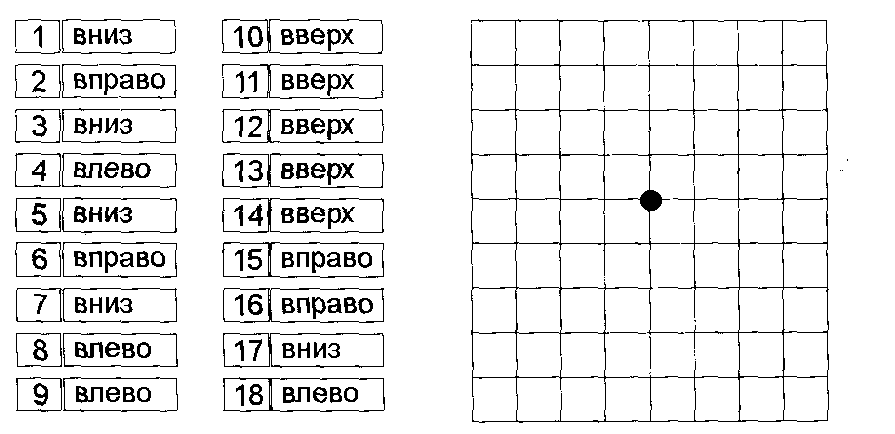 1 вниз
2 вправо
3 вниз
4 влево
5 вниз
6 вправо
7 вниз
8 влево
9 влево
10 вверх
11 вверх
12 вверх
13 вверх
14 вверх
15 вправо
16 вправо
17 вниз
18 влево